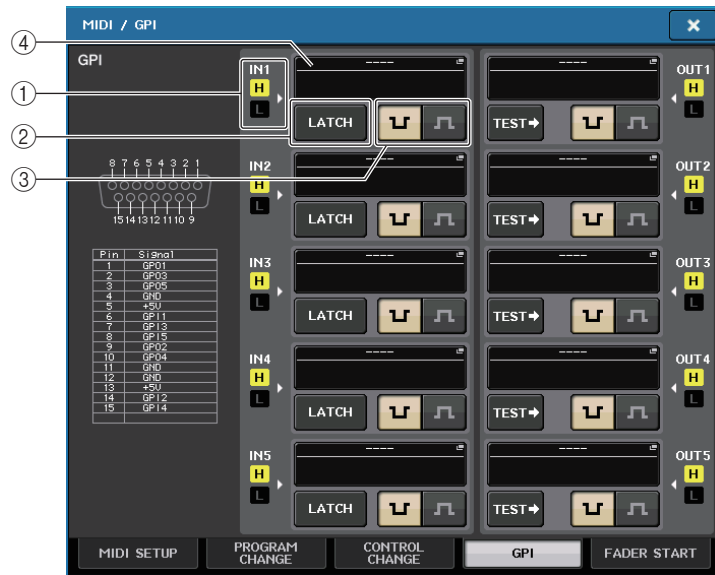 MIDI / GPI
×
GPI
④
①
②
③
IN1
H
L
----
LATCH
----
TEST→
OUT1
H
L
IN2
H
L
----
LATCH
----
TEST→
OUT2
H
L
IN3
H
L
----
LATCH
----
TEST→
OUT3
H
L
IN4
H
L
----
LATCH
----
TEST→
OUT4
H
L
IN5
H
L
----
LATCH
----
TEST→
OUT5
H
L
8 7 6 5 4 3 2 1
15 14 13 12 11 10 9
Pin Signal
1 GPO1
2 GPO3
3 GPO5
4 GND
5 +5V
6 GPI1
7 GPI3
8 GPI5
9 GPO2
10 GPO4
11 GND
12 GND
13 +5V
14 GPI2
15 GPI4
MIDI SETUP
PROGRAM
CHANGE
CONTROL
CHANGE
GPI
FADER START